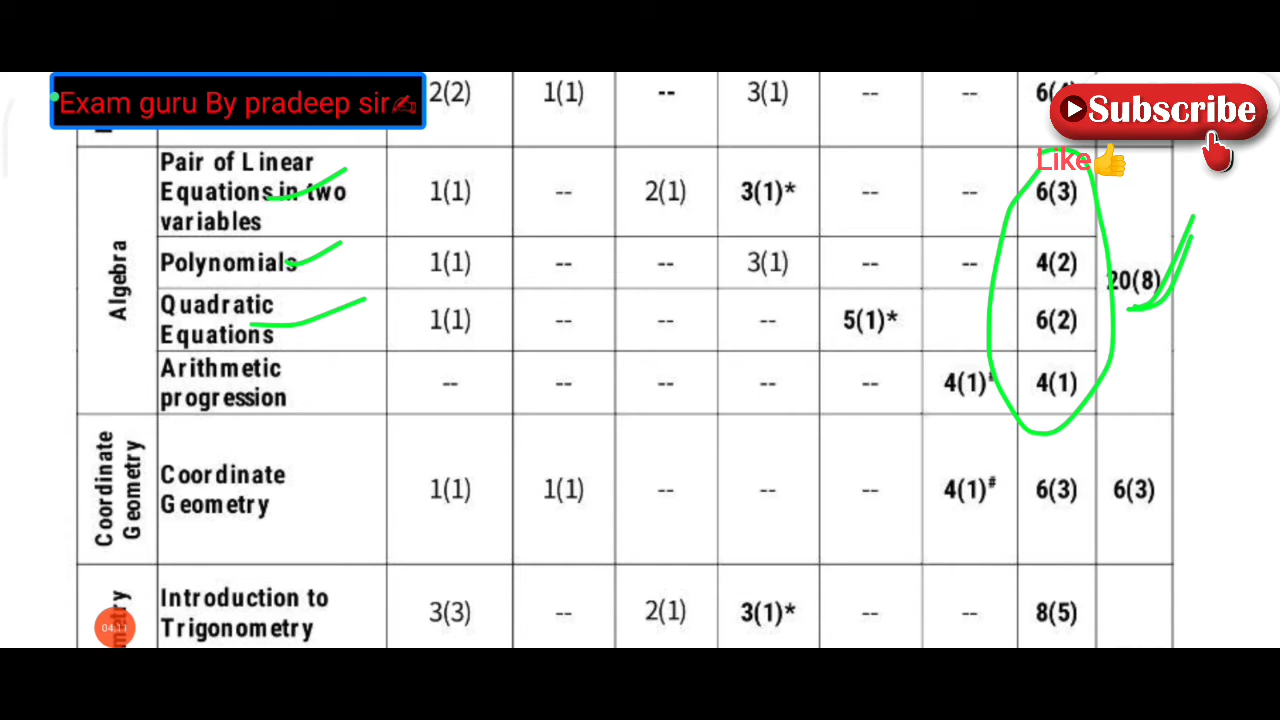 Exam guru By pradeep sir✍
2(2) 1(1) -- 3(1) -- --
Subscribe
Like👍
Algebra
Pair of Linear
Equations in two
variables
1(1) -- 2(1) 3(1)* -- -- 6(3)
Polynomials 1(1) -- -- 3(1) -- -- 4(2)
20(8)
Quadratic
Equations
1(1) -- -- -- 5(1)* 6(2)
Arithmetic
progression
-- -- -- -- -- 4(1) 4(1)
Coordinate
Geometry
Coordinate
Geometry
1(1) 1(1) -- -- -- 4(1)# 6(3) 6(3)
Introduction to
Trigonometry
3(3) -- 2(1) 3(1)* -- -- 8(5)
04:11